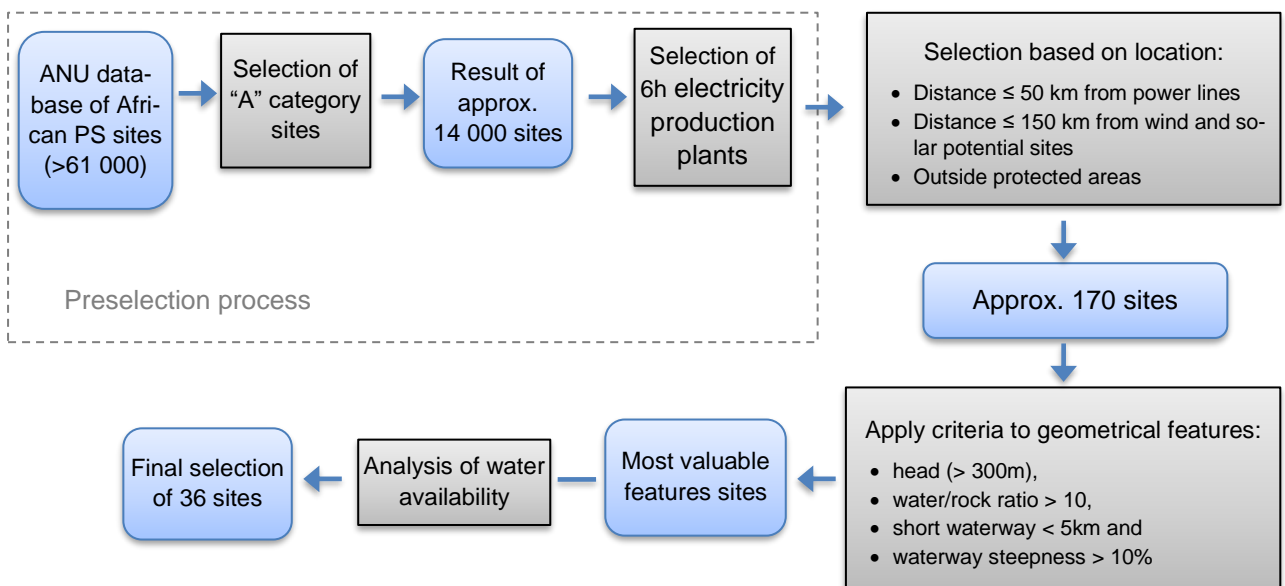 ANU data-
base of Afri-
can PS sites
(>61 000)
Selection of
“A” category
sites
Result of
approx.
14 000 sites
Selection of
6h electricity
production
plants
Preselection process
Selection based on location:
• Distance ≤ 50 km from power lines
• Distance ≤ 150 km from wind and so-
lar potential sites
• Outside protected areas
Approx. 170 sites
Apply criteria to geometrical features:
• head (> 300m),
• water/rock ratio > 10,
• short waterway < 5km and
• waterway steepness > 10%
Most valuable
features sites
Analysis of water
availability
Final selection
of 36 sites